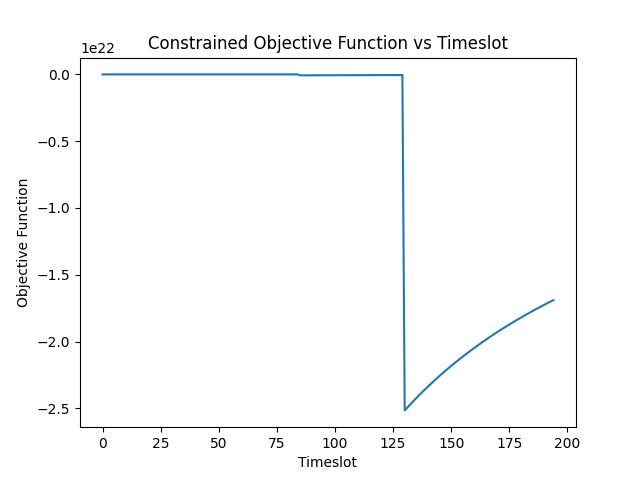 Constrained Objective Function vs Timeslot
1e22
0.0
−0.5
−1.0
−1.5
−2.0
−2.5
Objective Function
0 25 50 75 100 125 150 175 200
Timeslot